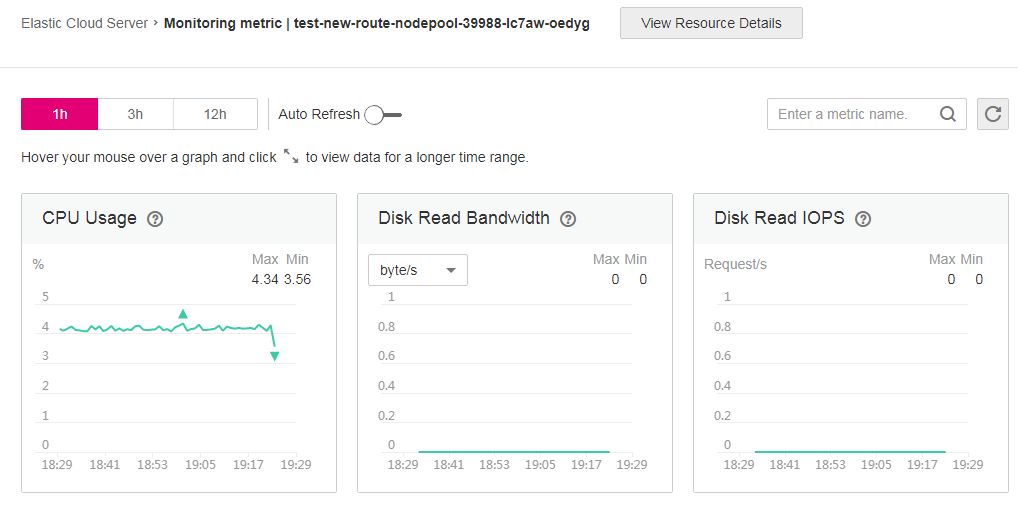 Elastic Cloud Server › Monitoring metric | test-new-route-nodepool-39988-lc7aw-oedyg View Resource Details
1h 3h 12h Auto Refresh Enter a metric name.
Hover your mouse over a graph and click to view data for a longer time range.
CPU Usage ?
% Max Min
4.34 3.56
5
4
3
2
1
0
18:29 18:41 18:53 19:05 19:17 19:29
Disk Read Bandwidth ?
byte/s Max Min
0 0
1
0.8
0.6
0.4
0.2
0
18:29 18:41 18:53 19:05 19:17 19:29
Disk Read IOPS ?
Request/s Max Min
0 0
1
0.8
0.6
0.4
0.2
0
18:29 18:41 18:53 19:05 19:17 19:29